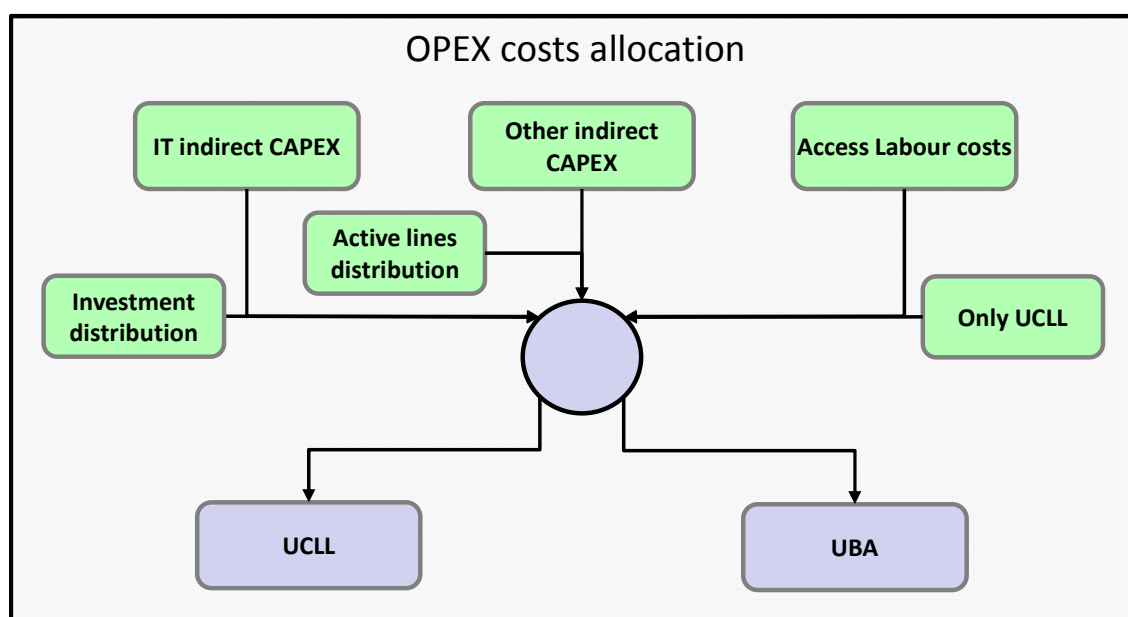 OPEX costs allocation
IT indirect CAPEX
Other indirect
CAPEX
Access Labour costs
Active lines
distribution
Investment
distribution
Only UCLL
UCLL
UBA